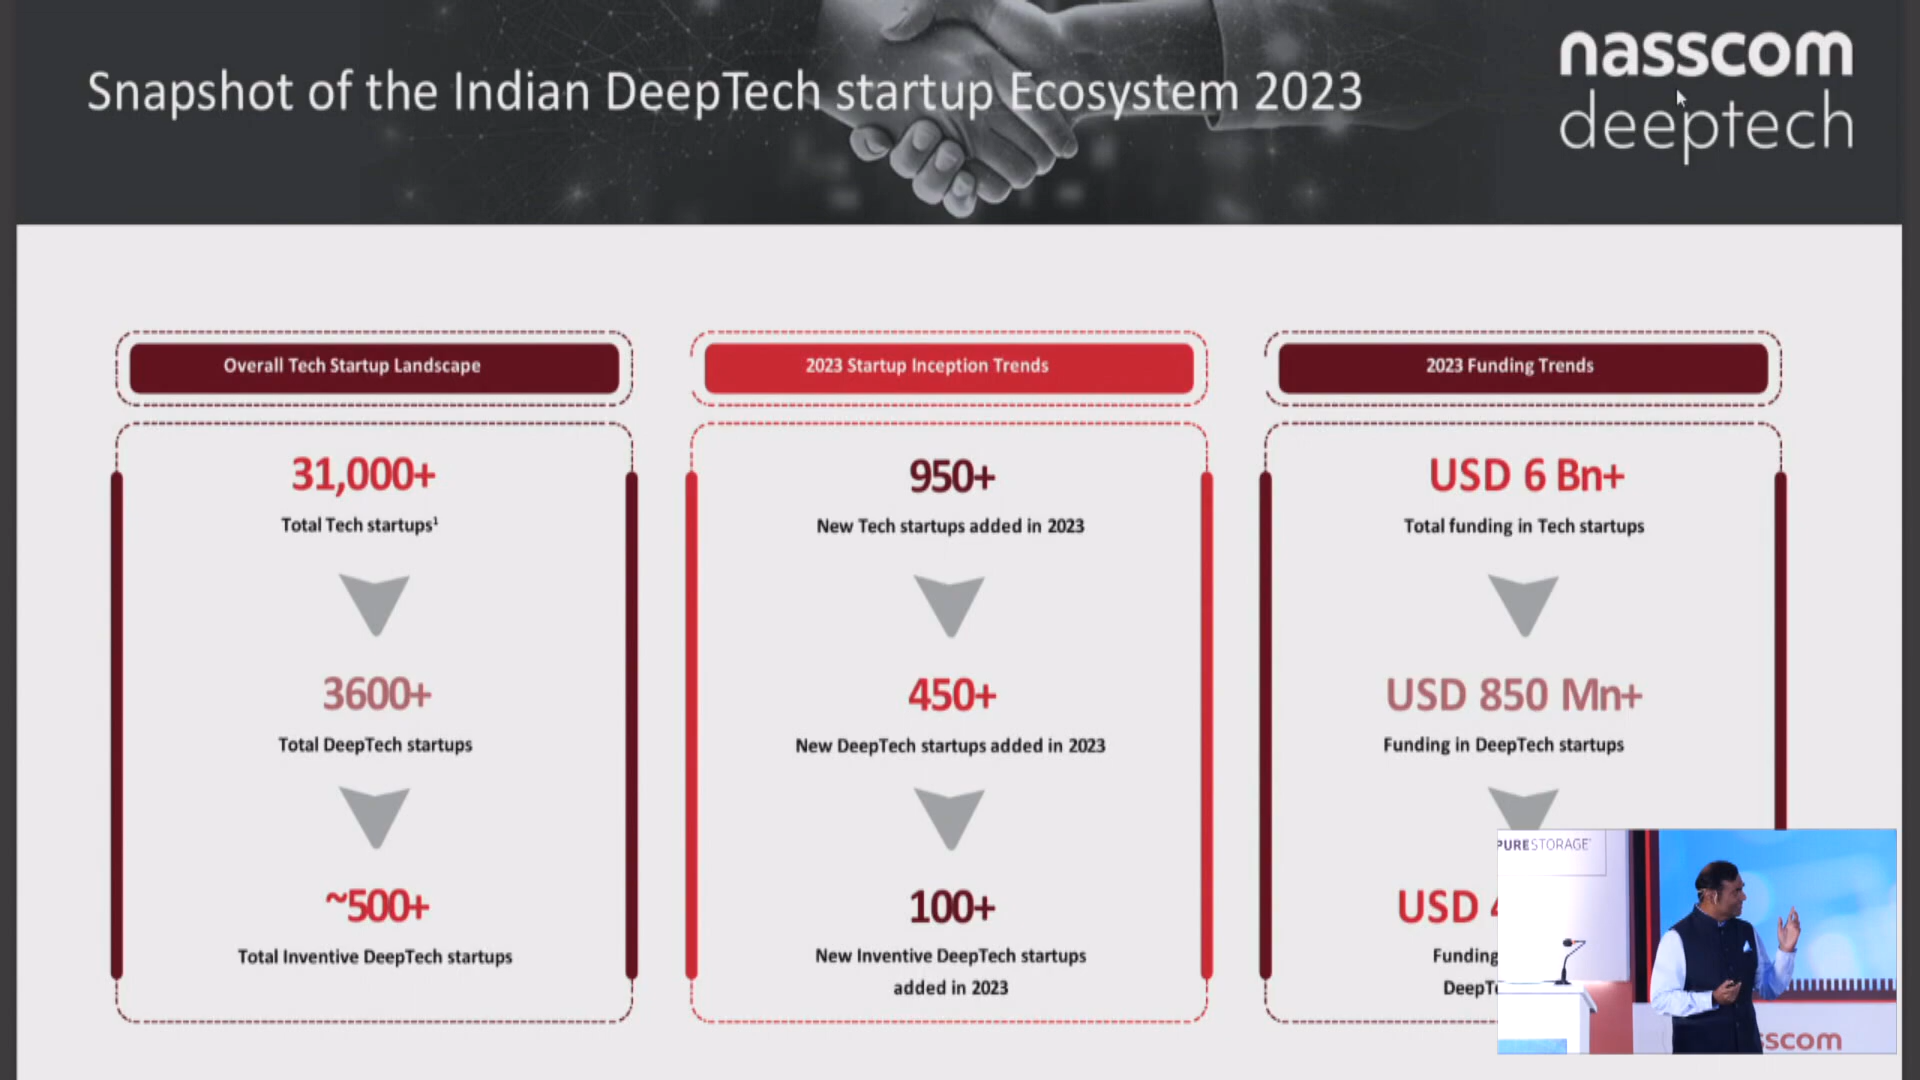 Snapshot of the Indian DeepTech startup Ecosystem 2023
nasscom
deeptech
Overall Tech Startup Landscape
31,000+
Total Tech startups¹
3600+
Total DeepTech startups
~500+
Total Inventive DeepTech startups
2023 Startup Inception Trends
950+
New Tech startups added in 2023
450+
New DeepTech startups added in 2023
100+
New Inventive DeepTech startups
added in 2023
2023 Funding Trends
USD 6 Bn+
Total funding in Tech startups
USD 850 Mn+
Funding in DeepTech startups
USD
Funding
PURESTORAGE